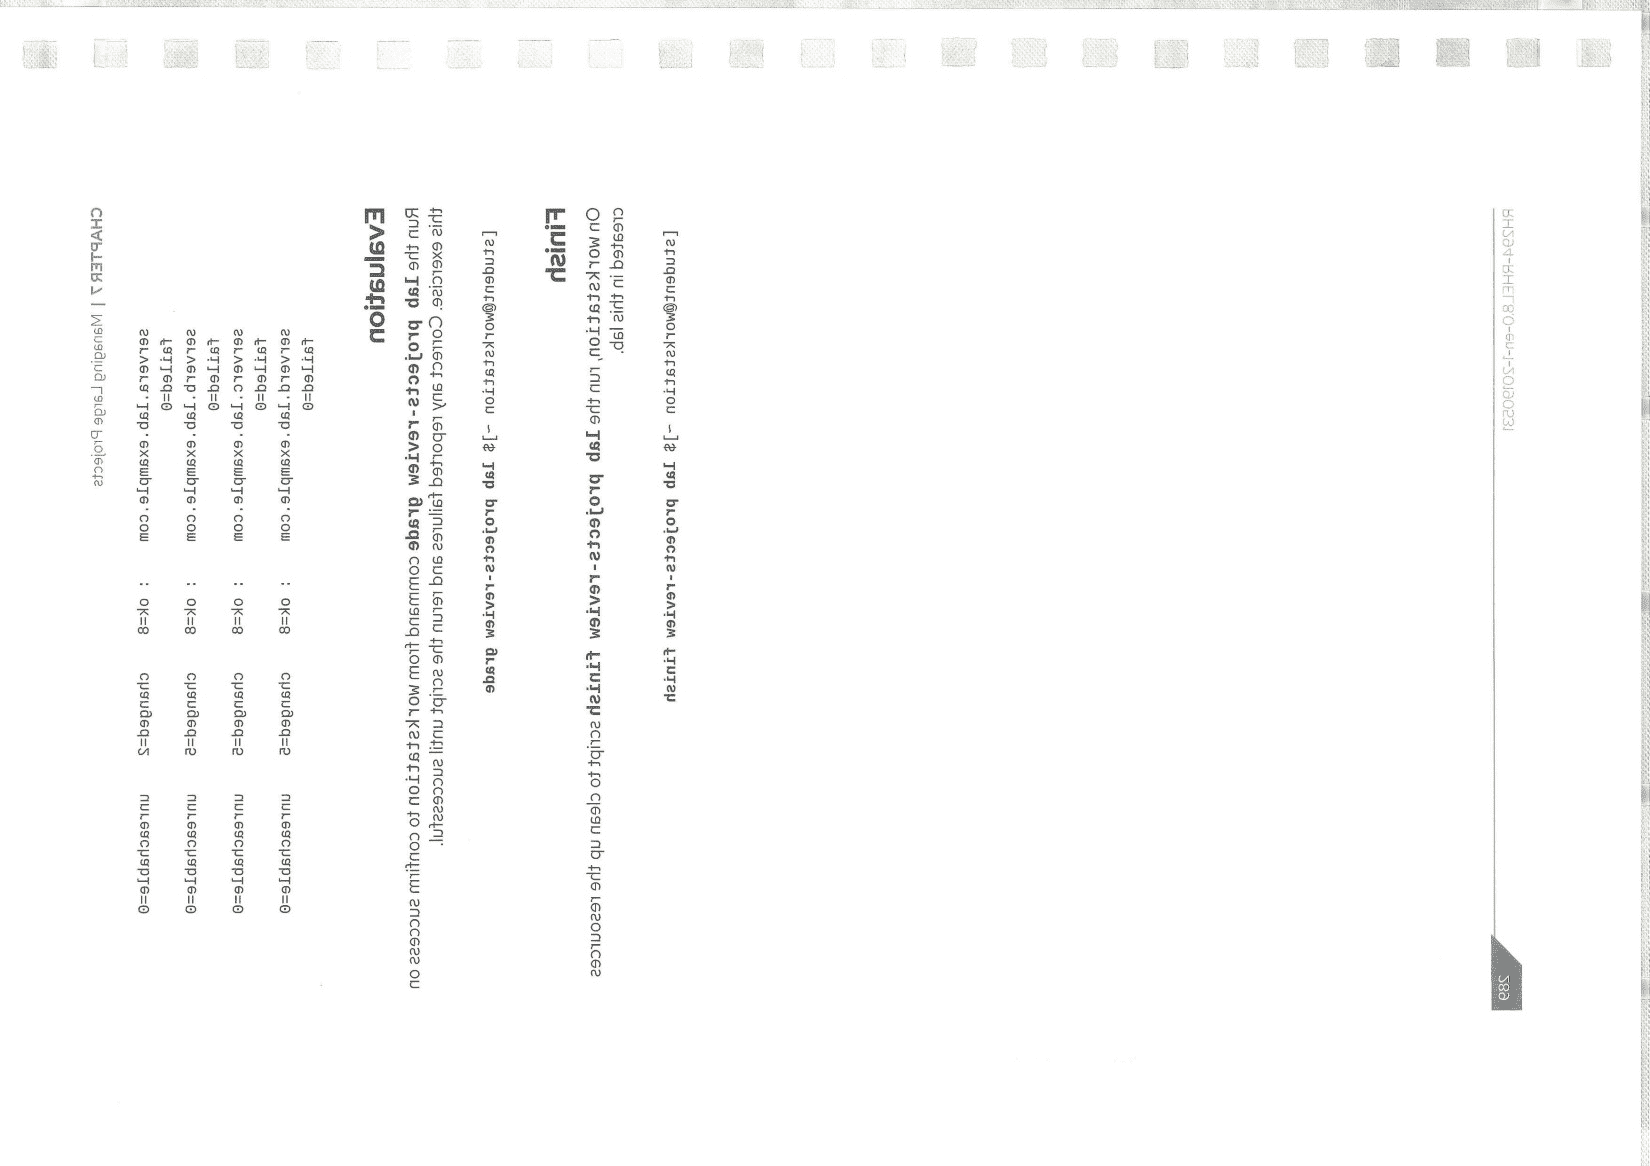 CHAPTER 7 | Managing Large Projects
servera.lab.example.com : ok=8 changed=2 unreachable=0
failed=0
serverb.lab.example.com : ok=8 changed=5 unreachable=0
failed=0
serverc.lab.example.com : ok=8 changed=5 unreachable=0
failed=0
serverd.lab.example.com : ok=8 changed=5 unreachable=0
failed=0
Evaluation
Run the lab projects-review grade command from workstation to confirm success on
this exercise. Correct any reported failures and rerun the script until successful.
[student@workstation ~]$ lab projects-review grade
Finish
On workstation, run the lab projects-review finish script to clean up the resources
created in this lab.
[student@workstation ~]$ lab projects-review finish
RH294-RHEL8.0-en-1-20190531
289